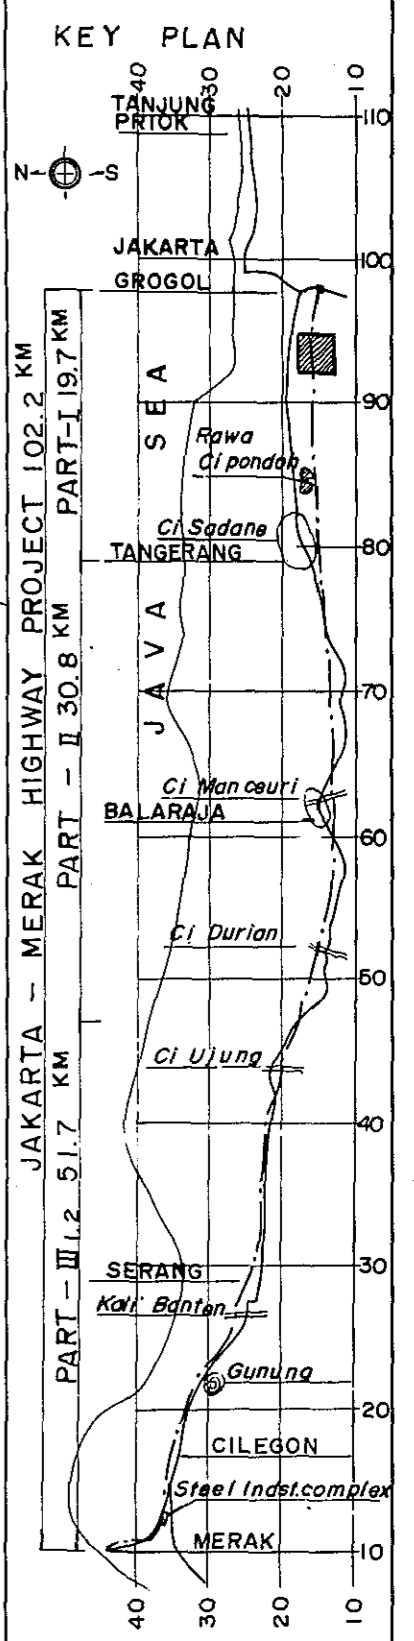 KEY PLAN
40 30 20 10
TANJUNG
PRIOK
110
N S
JAKARTA
100
GROGOL
JAKARTA - MERAK HIGHWAY PROJECT 102.2 KM
PART-I 19.7 KM
PART - II 30.8 KM
PART - III 1.2 51.7 KM
JAVA SEA
90
Rawa
Cipondoh
Ci Sadane
TANGERANG
80
70
Ci Manceuri
BALARAJA
60
Ci Durian
50
Ci Ujung
40
30
SERANG
Kali Banten
Gunung
20
CILEGON
Steel Indst.complex
MERAK
10
40 30 20 10